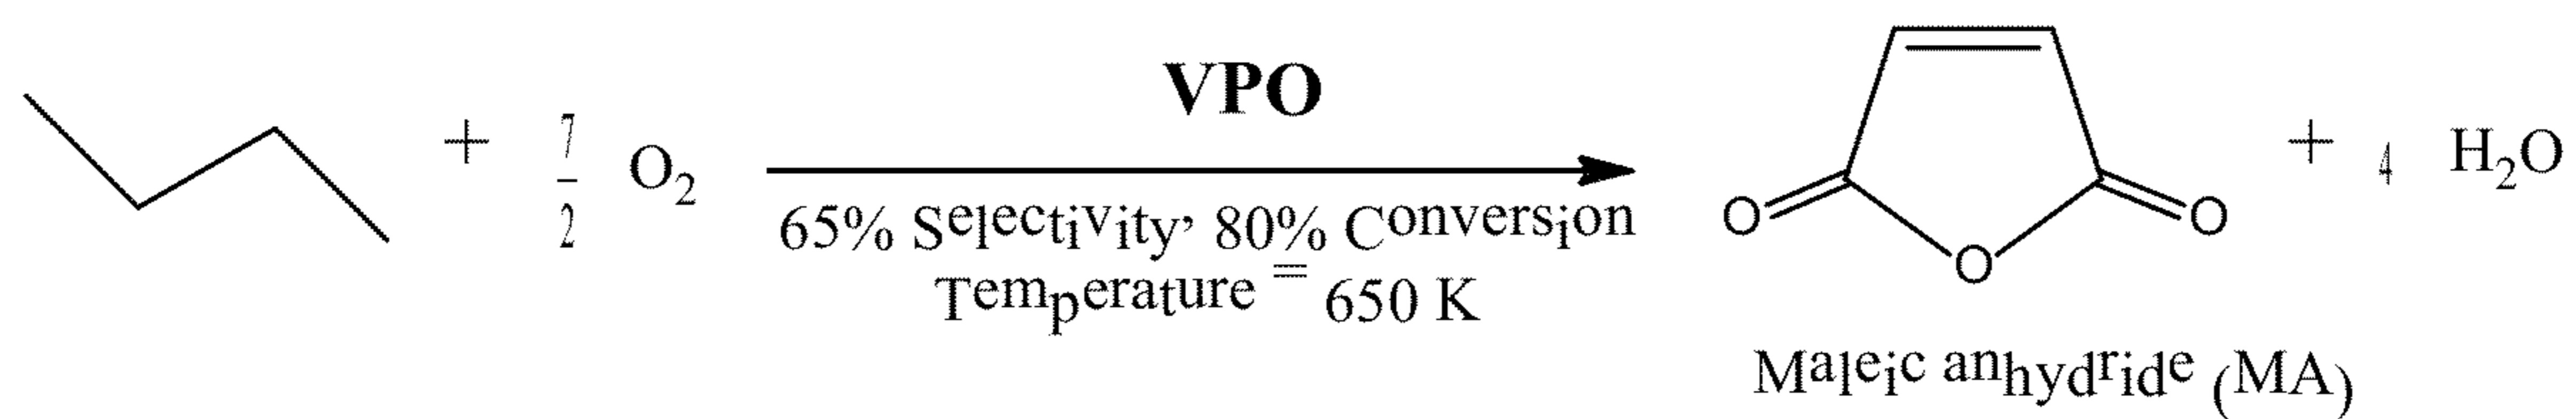 VPO
+ 7/2 O₂
65% Selectivity, 80% Conversion
Temperature = 650 K
O O
O
+ 4 H₂O
Maleic anhydride (MA)